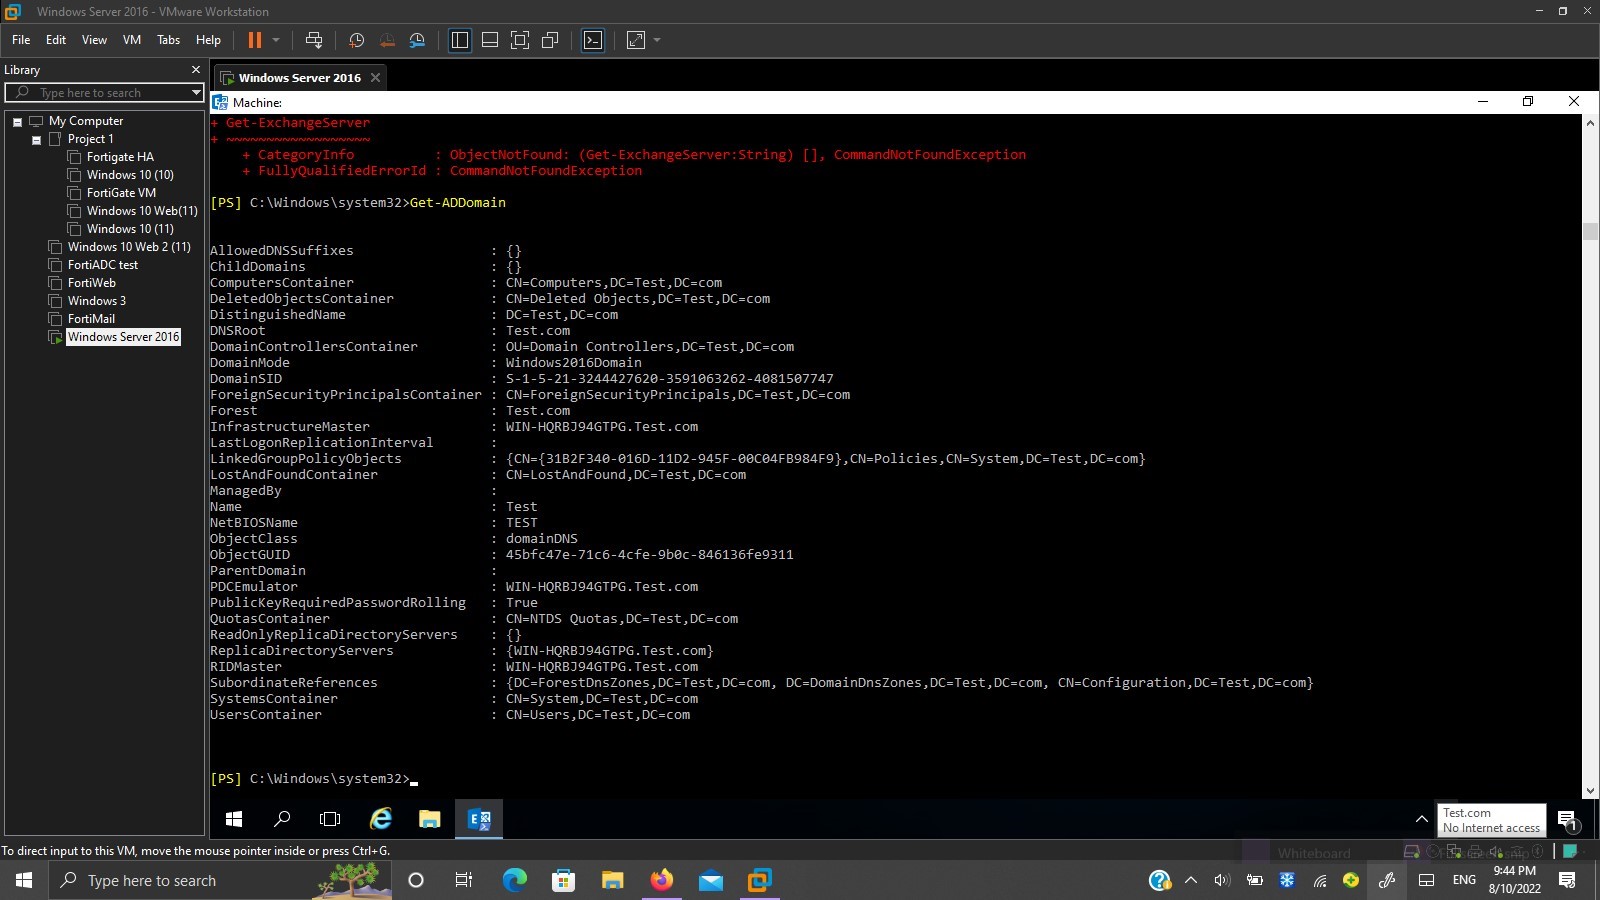 Windows Server 2016 - VMware Workstation
File Edit View VM Tabs Help
Library
Type here to search
My Computer
Project 1
Fortigate HA
Windows 10 (10)
FortiGate VM
Windows 10 Web(11)
Windows 10 (11)
Windows 10 Web 2 (11)
FortiADC test
FortiWeb
Windows 3
FortiMail
Windows Server 2016
Windows Server 2016
Machine:
+ Get-ExchangeServer
+ ~~~~~~~~~~~~~~~~~~
+ CategoryInfo : ObjectNotFound: (Get-ExchangeServer:String) [], CommandNotFoundException
+ FullyQualifiedErrorId : CommandNotFoundException
[PS] C:\Windows\system32>Get-ADDomain
AllowedDNSSuffixes : {}
ChildDomains : {}
ComputersContainer : CN=Computers,DC=Test,DC=com
DeletedObjectsContainer : CN=Deleted Objects,DC=Test,DC=com
DistinguishedName : DC=Test,DC=com
DNSRoot : Test.com
DomainControllersContainer : OU=Domain Controllers,DC=Test,DC=com
DomainMode : Windows2016Domain
DomainSID : S-1-5-21-3244427620-3591063262-4081507747
ForeignSecurityPrincipalsContainer : CN=ForeignSecurityPrincipals,DC=Test,DC=com
Forest : Test.com
InfrastructureMaster : WIN-HQRBJ94GTPG.Test.com
LastLogonReplicationInterval :
LinkedGroupPolicyObjects : {CN={31B2F340-016D-11D2-945F-00C04FB984F9},CN=Policies,CN=System,DC=Test,DC=com}
LostAndFoundContainer : CN=LostAndFound,DC=Test,DC=com
ManagedBy :
Name : Test
NetBIOSName : TEST
ObjectClass : domainDNS
ObjectGUID : 45bfc47e-71c6-4cfe-9b0c-846136fe9311
ParentDomain :
PDCEmulator : WIN-HQRBJ94GTPG.Test.com
PublicKeyRequiredPasswordRolling : True
QuotasContainer : CN=NTDS Quotas,DC=Test,DC=com
ReadOnlyReplicaDirectoryServers : {}
ReplicaDirectoryServers : {WIN-HQRBJ94GTPG.Test.com}
RIDMaster : WIN-HQRBJ94GTPG.Test.com
SubordinateReferences : {DC=ForestDnsZones,DC=Test,DC=com, DC=DomainDnsZones,DC=Test,DC=com, CN=Configuration,DC=Test,DC=com}
SystemsContainer : CN=System,DC=Test,DC=com
UsersContainer : CN=Users,DC=Test,DC=com
[PS] C:\Windows\system32>
Test.com
No Internet access
1
To direct input to this VM, move the mouse pointer inside or press Ctrl+G.
Whiteboard
Type here to search
ENG
9:44 PM
8/10/2022